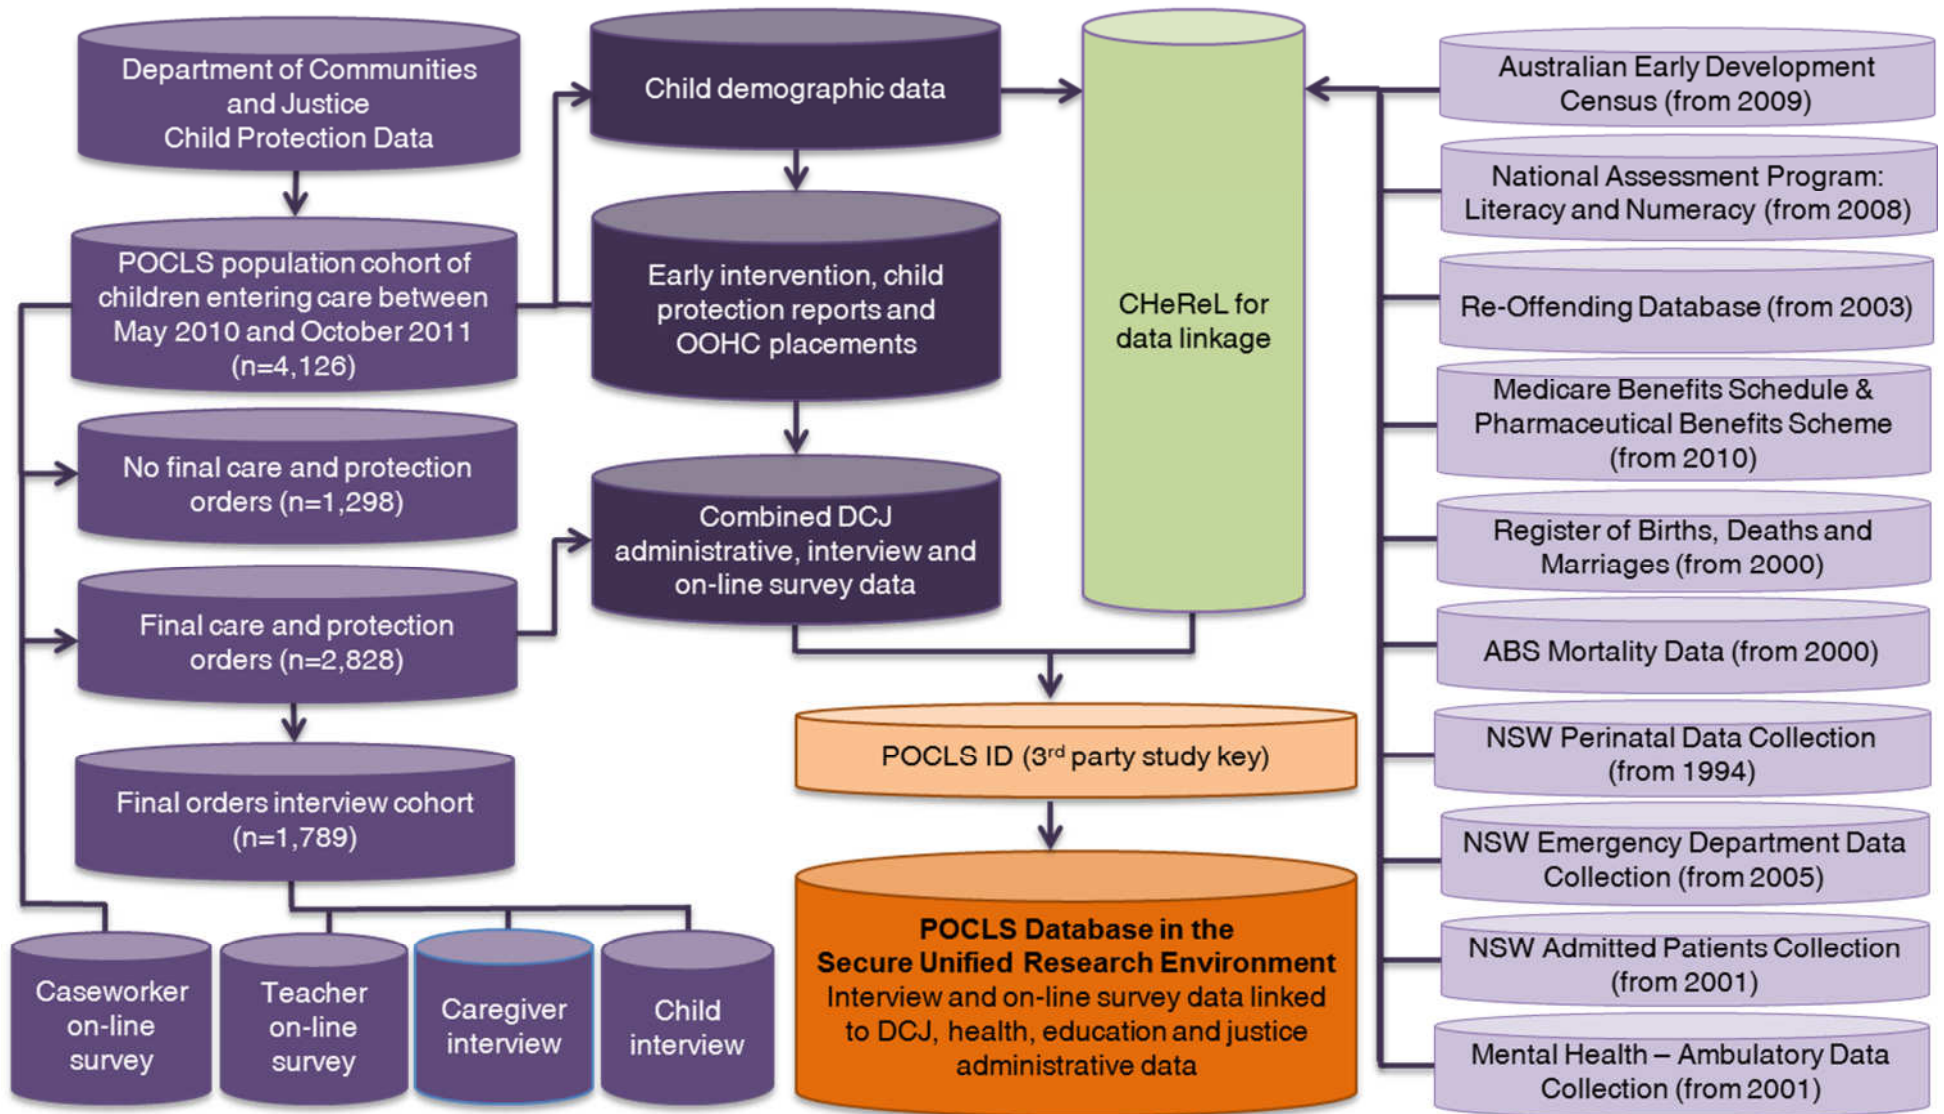 Department of Communities
and Justice
Child Protection Data
POCLS population cohort of
children entering care between
May 2010 and October 2011
(n=4,126)
No final care and protection
orders (n=1,298)
Final care and protection
orders (n=2,828)
Final orders interview cohort
(n=1,789)
Caseworker
on-line
survey
Teacher
on-line
survey
Caregiver
interview
Child
interview
Child demographic data
Early intervention, child
protection reports and
OOHC placements
Combined DCJ
administrative, interview and
on-line survey data
CHeReL for
data linkage
POCLS ID (3rd party study key)
POCLS Database in the
Secure Unified Research Environment
Interview and on-line survey data linked
to DCJ, health, education and justice
administrative data
Australian Early Development
Census (from 2009)
National Assessment Program:
Literacy and Numeracy (from 2008)
Re-Offending Database (from 2003)
Medicare Benefits Schedule &
Pharmaceutical Benefits Scheme
(from 2010)
Register of Births, Deaths and
Marriages (from 2000)
ABS Mortality Data (from 2000)
NSW Perinatal Data Collection
(from 1994)
NSW Emergency Department Data
Collection (from 2005)
NSW Admitted Patients Collection
(from 2001)
Mental Health – Ambulatory Data
Collection (from 2001)